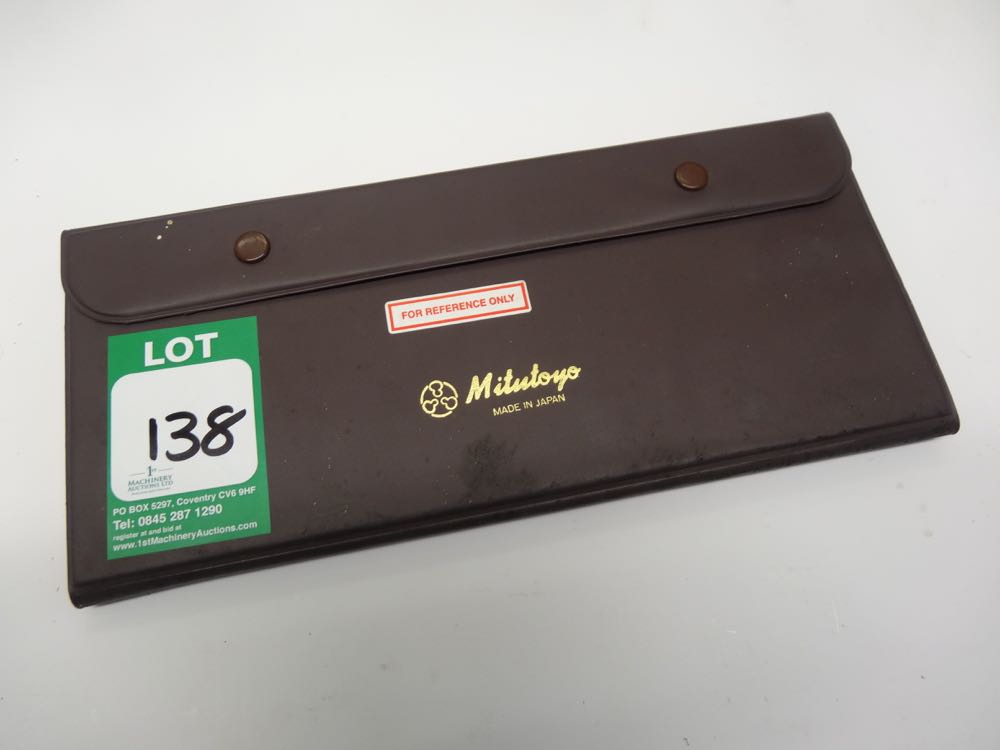 FOR REFERENCE ONLY
Mitutoyo
MADE IN JAPAN
LOT
138
1st
MACHINERY
AUCTIONS LTD
PO BOX 5297, Coventry CV6 9HF
Tel: 0845 287 1290
register at and bid at
www.1stMachineryAuctions.com